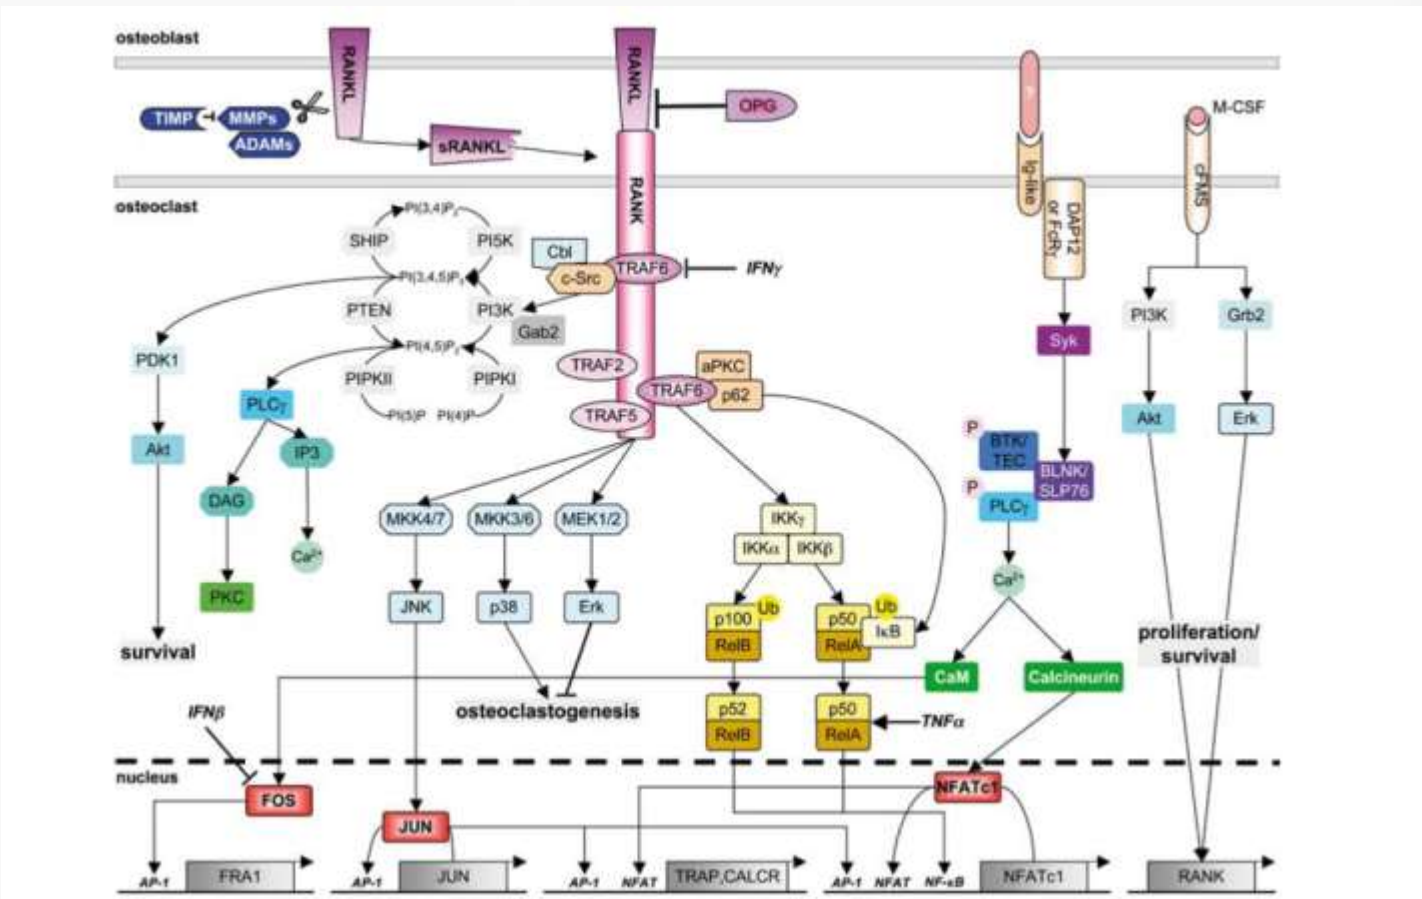 osteoblast
RANKL
RANKL
TIMP
MMPs
ADAMs
sRANKL
OPG
?
M-CSF
Ig-like
cFMS
RANK
osteoclast
PI(3,4)P₂
SHIP
PI5K
PI(3,4,5)P₃
PTEN
PI3K
Gab2
PI(4,5)P₂
PIPKII
PIPKI
PI(5)P
PI(4)P
Cbl
c-Src
TRAF6
IFNγ
DAP12
or FcRγ
PDK1
Akt
survival
PLCγ
IP3
DAG
Ca²⁺
PKC
TRAF2
TRAF6
aPKC
p62
TRAF5
Syk
PI3K
Grb2
Akt
Erk
P
BTK/
TEC
BLNK/
SLP76
P
PLCγ
Ca²⁺
MKK4/7
MKK3/6
MEK1/2
JNK
p38
Erk
IKKγ
IKKα
IKKβ
p100
Ub
RelB
p50
Ub
IκB
RelA
CaM
Calcineurin
proliferation/
survival
osteoclastogenesis
p52
RelB
p50
RelA
TNFα
IFNβ
nucleus
FOS
JUN
NFATc1
AP-1
FRA1
AP-1
JUN
AP-1
NFAT
TRAP,CALCR
AP-1
NFAT
NF-κB
NFATc1
RANK